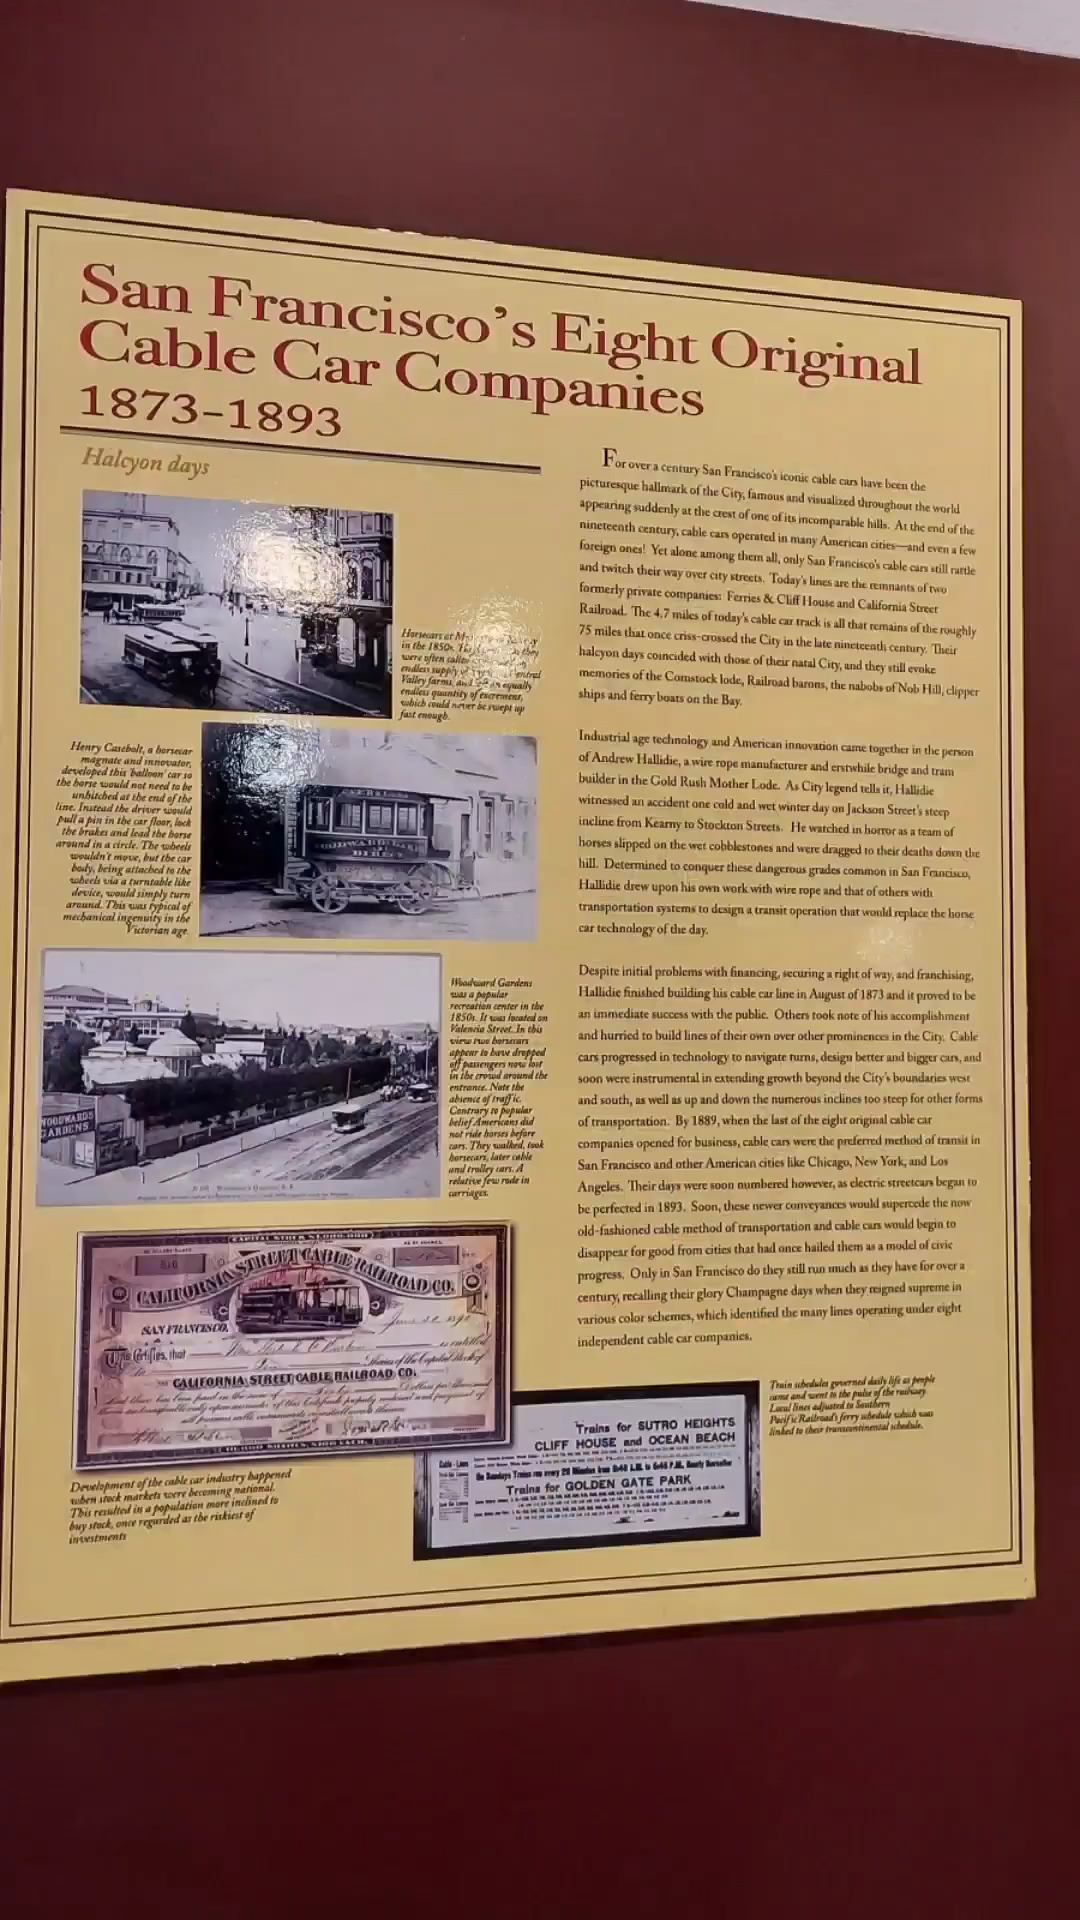 San Francisco's Eight Original
Cable Car Companies
1873-1893
Halcyon days
Horsecars at
in the 1850s.
were often
endless supply
Valley farms, and an equally
endless quantity of excrement,
which could never be swept up
fast enough.
Henry Casebolt, a horsecar
magnate and innovator,
developed this 'balloon' car so
the horse would not need to be
unhitched at the end of the
line. Instead the driver would
pull a pin in the car floor, lock
the brakes and lead the horse
around in a circle. The wheels
wouldn't move, but the car
body, being attached to the
wheels via a turntable like
device, would simply turn
around. This was typical of
mechanical ingenuity in the
Victorian age.
Woodward Gardens
was a popular
recreation center in the
1850s. It was located on
Valencia Street. In this
view two horsecars
appear to have dropped
off passengers now lost
in the crowd around the
entrance. Note the
absence of traffic.
Contrary to popular
belief Americans did
not ride horses before
cars. They walked, took
horsecars, later cable
and trolley cars. A
relative few rode in
carriages.
WOODWARD'S
GARDENS
CALIFORNIA STREET CABLE RAILROAD CO.
SAN FRANCISCO,
This Certifies, that
is entitled
Shares of the Capital Stock of
THE CALIFORNIA STREET CABLE RAILROAD CO.
Development of the cable car industry happened
when stock markets were becoming national.
This resulted in a population more inclined to
buy stock, once regarded as the riskiest of
investments
For over a century San Francisco's iconic cable cars have been the
picturesque hallmark of the City, famous and visualized throughout the world
appearing suddenly at the crest of one of its incomparable hills. At the end of the
nineteenth century, cable cars operated in many American cities—and even a few
foreign ones! Yet alone among them all, only San Francisco's cable cars still rattle
and twitch their way over city streets. Today's lines are the remnants of two
formerly private companies: Ferries & Cliff House and California Street
Railroad. The 4.7 miles of today's cable car track is all that remains of the roughly
75 miles that once criss-crossed the City in the late nineteenth century. Their
halcyon days coincided with those of their natal City, and they still evoke
memories of the Comstock lode, Railroad barons, the nabobs of Nob Hill, clipper
ships and ferry boats on the Bay.
Industrial age technology and American innovation came together in the person
of Andrew Hallidie, a wire rope manufacturer and erstwhile bridge and tram
builder in the Gold Rush Mother Lode. As City legend tells it, Hallidie
witnessed an accident one cold and wet winter day on Jackson Street's steep
incline from Kearny to Stockton Streets. He watched in horror as a team of
horses slipped on the wet cobblestones and were dragged to their deaths down the
hill. Determined to conquer these dangerous grades common in San Francisco,
Hallidie drew upon his own work with wire rope and that of others with
transportation systems to design a transit operation that would replace the horse
car technology of the day.
Despite initial problems with financing, securing a right of way, and franchising,
Hallidie finished building his cable car line in August of 1873 and it proved to be
an immediate success with the public. Others took note of his accomplishment
and hurried to build lines of their own over other prominences in the City. Cable
cars progressed in technology to navigate turns, design better and bigger cars, and
soon were instrumental in extending growth beyond the City's boundaries west
and south, as well as up and down the numerous inclines too steep for other forms
of transportation. By 1889, when the last of the eight original cable car
companies opened for business, cable cars were the preferred method of transit in
San Francisco and other American cities like Chicago, New York, and Los
Angeles. Their days were soon numbered however, as electric streetcars began to
be perfected in 1893. Soon, these newer conveyances would supercede the now
old-fashioned cable method of transportation and cable cars would begin to
disappear for good from cities that had once hailed them as a model of civic
progress. Only in San Francisco do they still run much as they have for over a
century, recalling their glory Champagne days when they reigned supreme in
various color schemes, which identified the many lines operating under eight
independent cable car companies.
Train schedules governed daily life as people
came and went to the pulse of the railway.
Local lines adjusted to Southern
Pacific Railroad's ferry schedule which was
linked to their transcontinental schedule.
Trains for SUTRO HEIGHTS
CLIFF HOUSE and OCEAN BEACH
Trains for GOLDEN GATE PARK